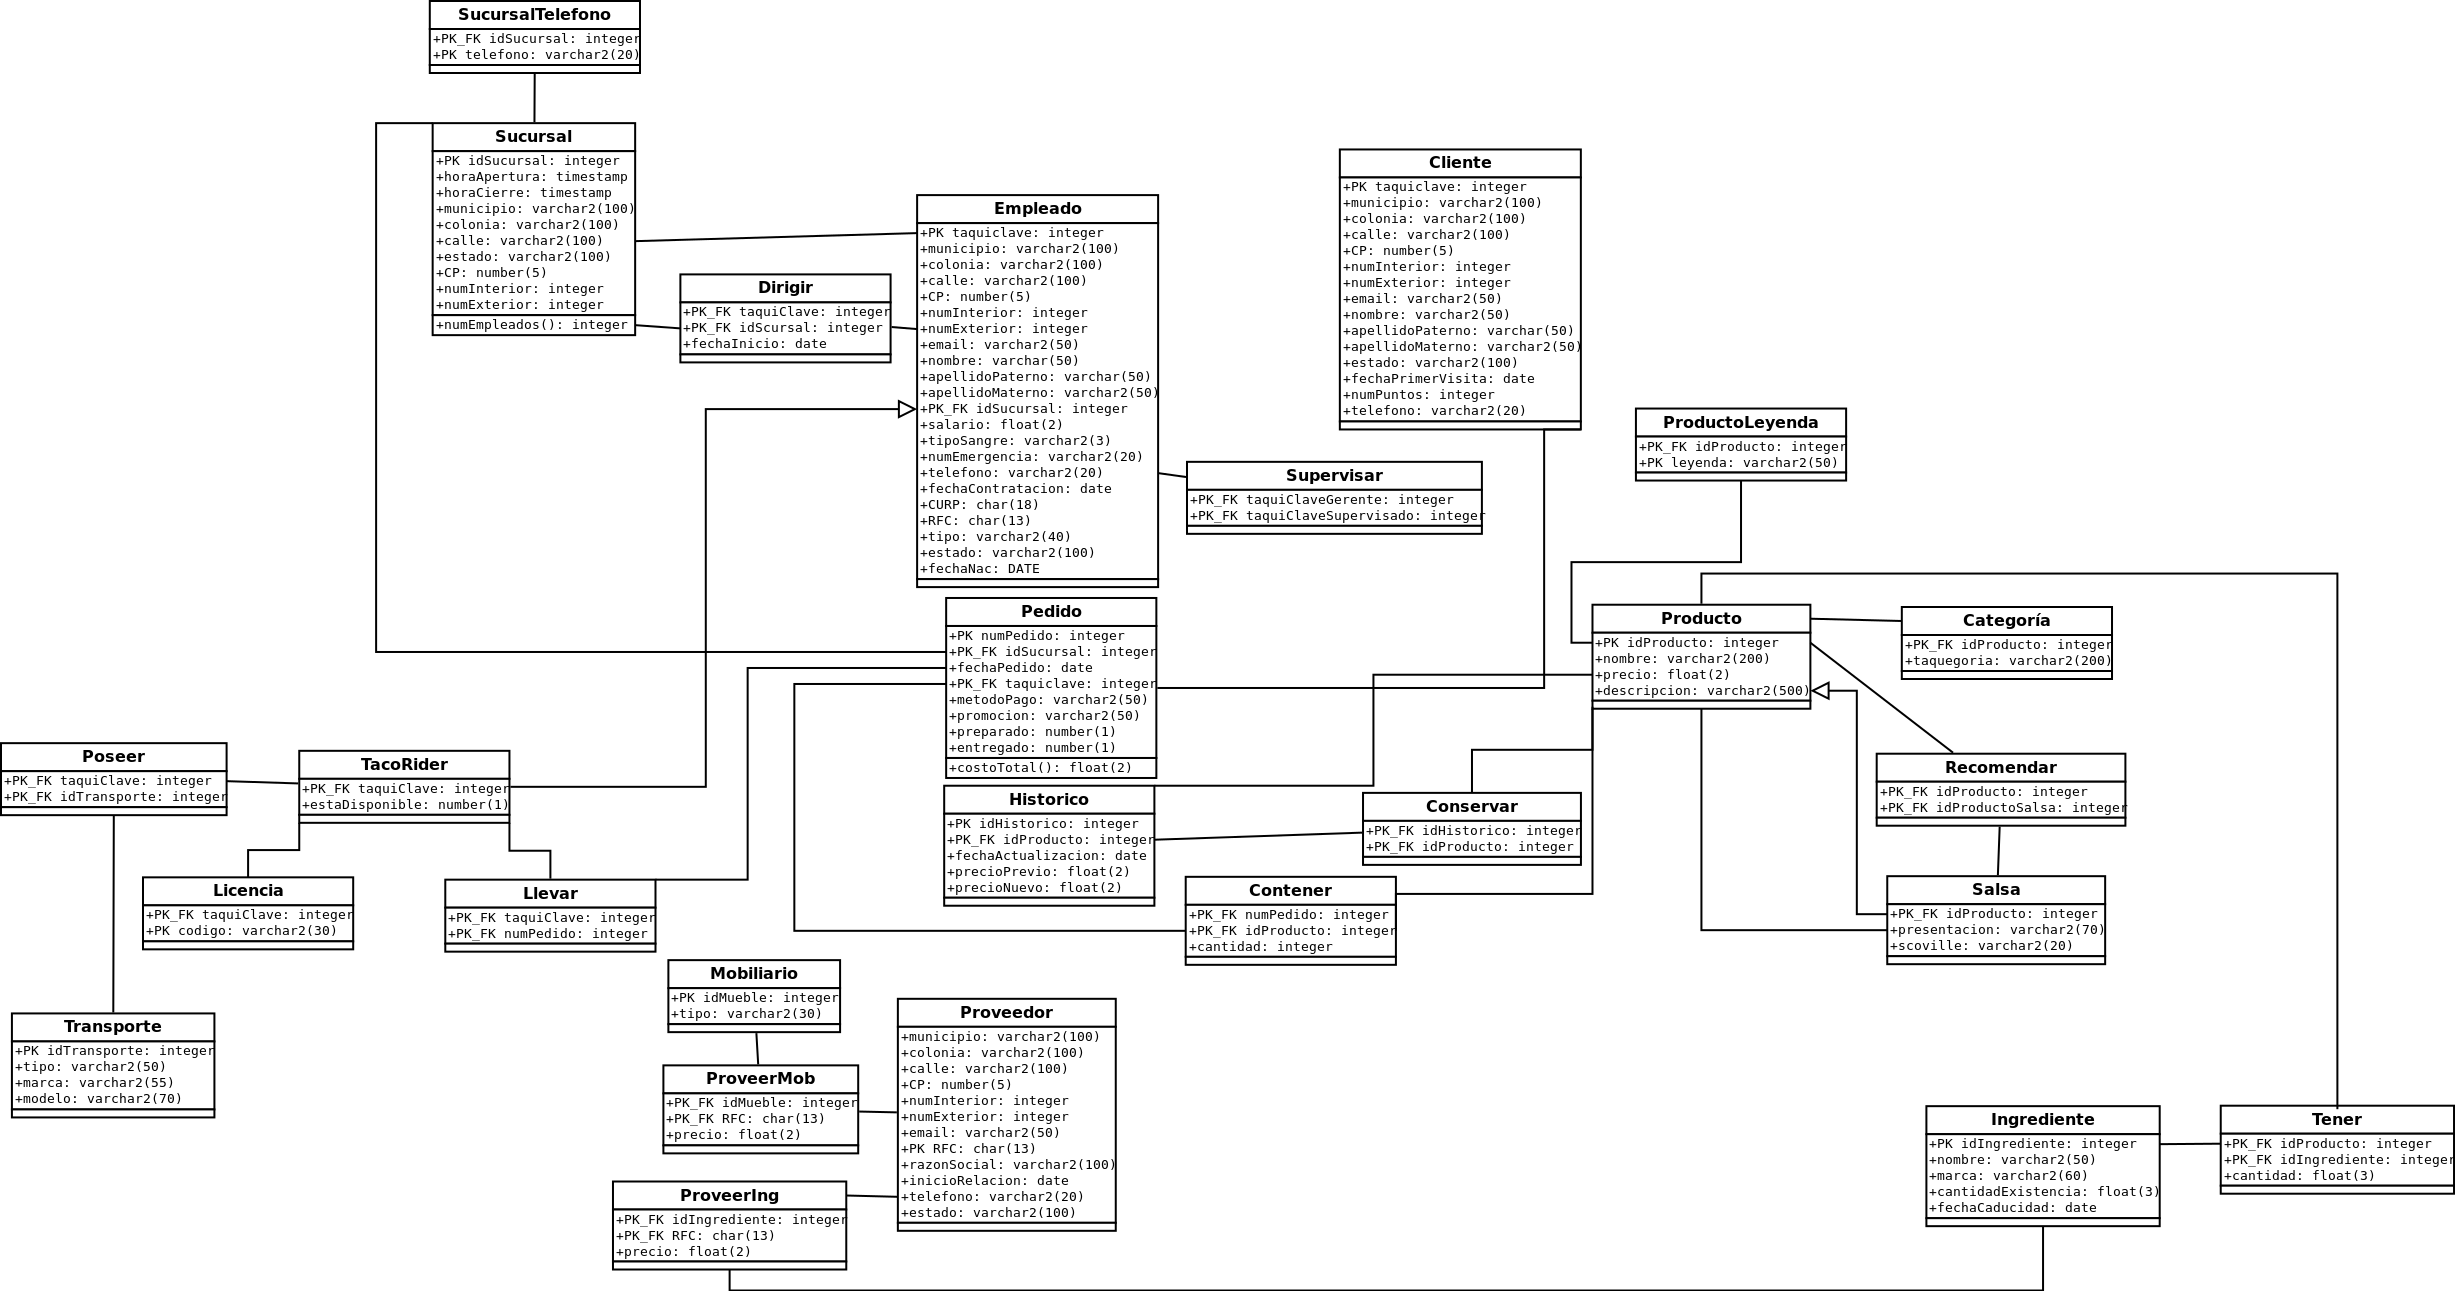 SucursalTelefono
+PK_FK idSucursal: integer
+PK telefono: varchar2(20)
Sucursal
+PK idSucursal: integer
+horaApertura: timestamp
+horaCierre: timestamp
+municipio: varchar2(100)
+colonia: varchar2(100)
+calle: varchar2(100)
+estado: varchar2(100)
+CP: number(5)
+numInterior: integer
+numExterior: integer
+numEmpleados(): integer
Dirigir
+PK_FK taquiClave: integer
+PK_FK idScursal: integer
+fechaInicio: date
Empleado
+PK taquiclave: integer
+municipio: varchar2(100)
+colonia: varchar2(100)
+calle: varchar2(100)
+CP: number(5)
+numInterior: integer
+numExterior: integer
+email: varchar2(50)
+nombre: varchar(50)
+apellidoPaterno: varchar(50)
+apellidoMaterno: varchar2(50)
+PK_FK idSucursal: integer
+salario: float(2)
+tipoSangre: varchar2(3)
+numEmergencia: varchar2(20)
+telefono: varchar2(20)
+fechaContratacion: date
+CURP: char(18)
+RFC: char(13)
+tipo: varchar2(40)
+estado: varchar2(100)
+fechaNac: DATE
Cliente
+PK taquiclave: integer
+municipio: varchar2(100)
+colonia: varchar2(100)
+calle: varchar2(100)
+CP: number(5)
+numInterior: integer
+numExterior: integer
+email: varchar2(50)
+nombre: varchar2(50)
+apellidoPaterno: varchar(50)
+apellidoMaterno: varchar2(50)
+estado: varchar2(100)
+fechaPrimerVisita: date
+numPuntos: integer
+telefono: varchar2(20)
Supervisar
+PK_FK taquiClaveGerente: integer
+PK_FK taquiClaveSupervisado: integer
ProductoLeyenda
+PK_FK idProducto: integer
+PK leyenda: varchar2(50)
Pedido
+PK numPedido: integer
+PK_FK idSucursal: integer
+fechaPedido: date
+PK_FK taquiclave: integer
+metodoPago: varchar2(50)
+promocion: varchar2(50)
+preparado: number(1)
+entregado: number(1)
+costoTotal(): float(2)
Producto
+PK idProducto: integer
+nombre: varchar2(200)
+precio: float(2)
+descripcion: varchar2(500)
Categoría
+PK_FK idProducto: integer
+taquegoria: varchar2(200)
Poseer
+PK_FK taquiClave: integer
+PK_FK idTransporte: integer
TacoRider
+PK_FK taquiClave: integer
+estaDisponible: number(1)
Historico
+PK idHistorico: integer
+PK_FK idProducto: integer
+fechaActualizacion: date
+precioPrevio: float(2)
+precioNuevo: float(2)
Conservar
+PK_FK idHistorico: integer
+PK_FK idProducto: integer
Recomendar
+PK_FK idProducto: integer
+PK_FK idProductoSalsa: integer
Licencia
+PK_FK taquiClave: integer
+PK codigo: varchar2(30)
Llevar
+PK_FK taquiClave: integer
+PK_FK numPedido: integer
Contener
+PK_FK numPedido: integer
+PK_FK idProducto: integer
+cantidad: integer
Salsa
+PK_FK idProducto: integer
+presentacion: varchar2(70)
+scoville: varchar2(20)
Mobiliario
+PK idMueble: integer
+tipo: varchar2(30)
Transporte
+PK idTransporte: integer
+tipo: varchar2(50)
+marca: varchar2(55)
+modelo: varchar2(70)
ProveerMob
+PK_FK idMueble: integer
+PK_FK RFC: char(13)
+precio: float(2)
Proveedor
+municipio: varchar2(100)
+colonia: varchar2(100)
+calle: varchar2(100)
+CP: number(5)
+numInterior: integer
+numExterior: integer
+email: varchar2(50)
+PK RFC: char(13)
+razonSocial: varchar2(100)
+inicioRelacion: date
+telefono: varchar2(20)
+estado: varchar2(100)
ProveerIng
+PK_FK idIngrediente: integer
+PK_FK RFC: char(13)
+precio: float(2)
Ingrediente
+PK idIngrediente: integer
+nombre: varchar2(50)
+marca: varchar2(60)
+cantidadExistencia: float(3)
+fechaCaducidad: date
Tener
+PK_FK idProducto: integer
+PK_FK idIngrediente: integer
+cantidad: float(3)